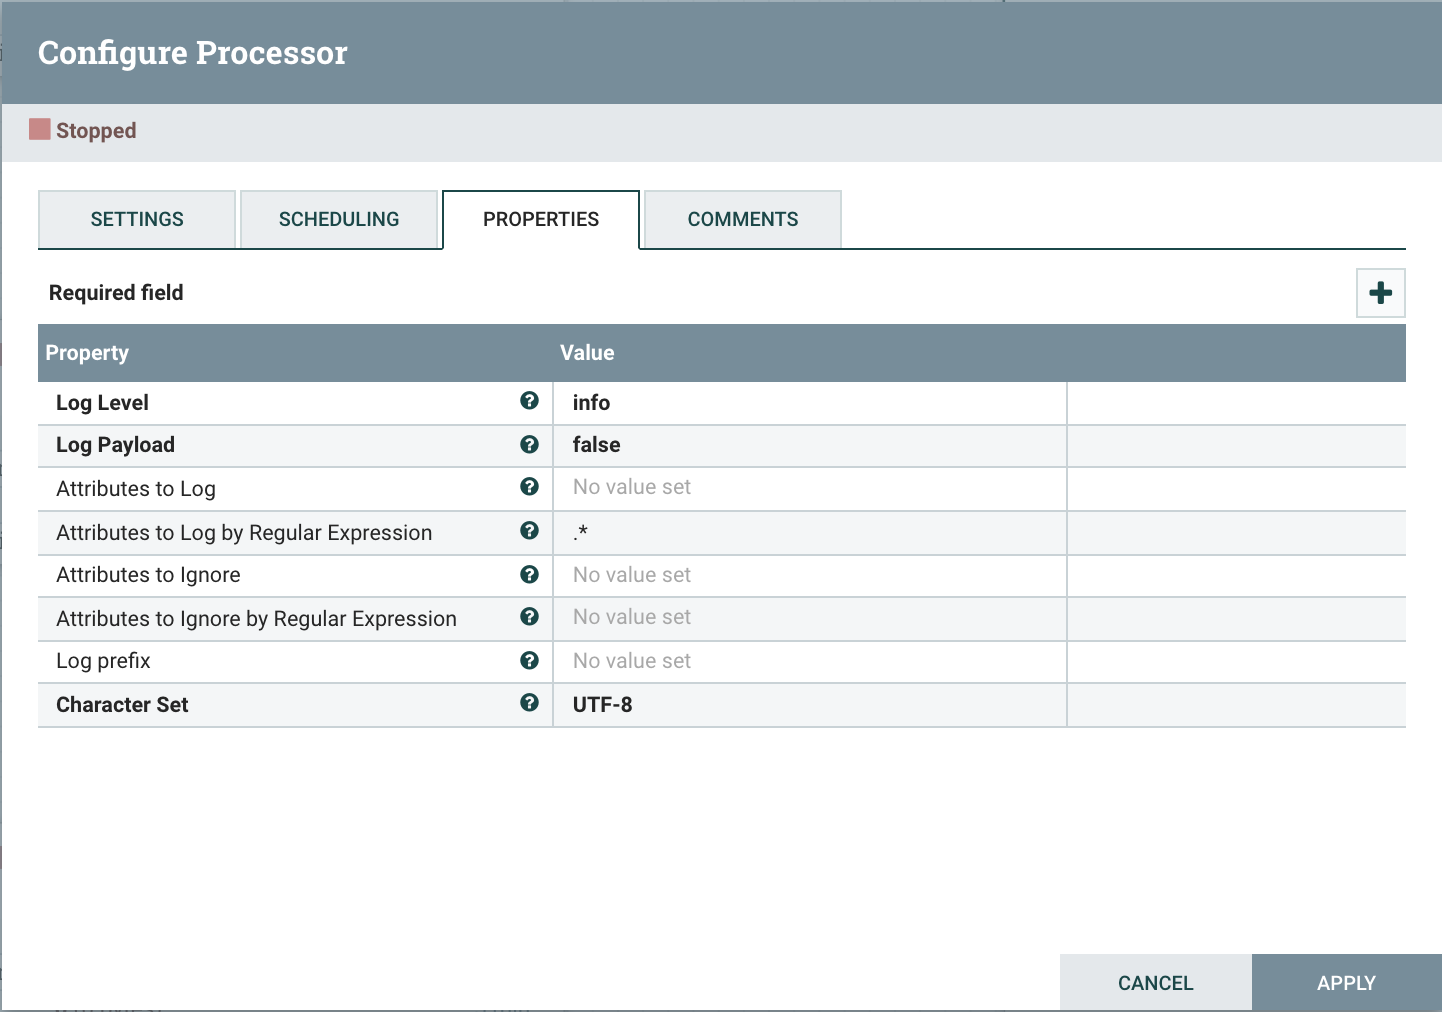 Configure Processor
Stopped
SETTINGS SCHEDULING PROPERTIES COMMENTS
Required field
Property Value
Log Level ? info
Log Payload ? false
Attributes to Log ? No value set
Attributes to Log by Regular Expression ? .*
Attributes to Ignore ? No value set
Attributes to Ignore by Regular Expression ? No value set
Log prefix ? No value set
Character Set ? UTF-8
CANCEL APPLY